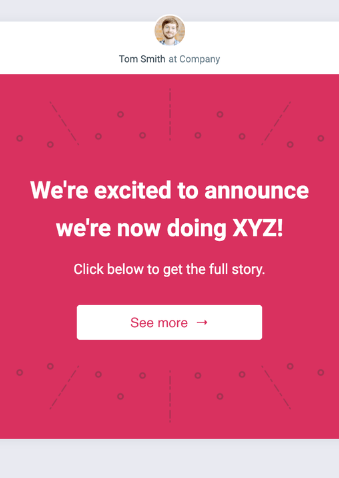 Tom Smith at Company
We're excited to announce
we're now doing XYZ!
Click below to get the full story.
See more →